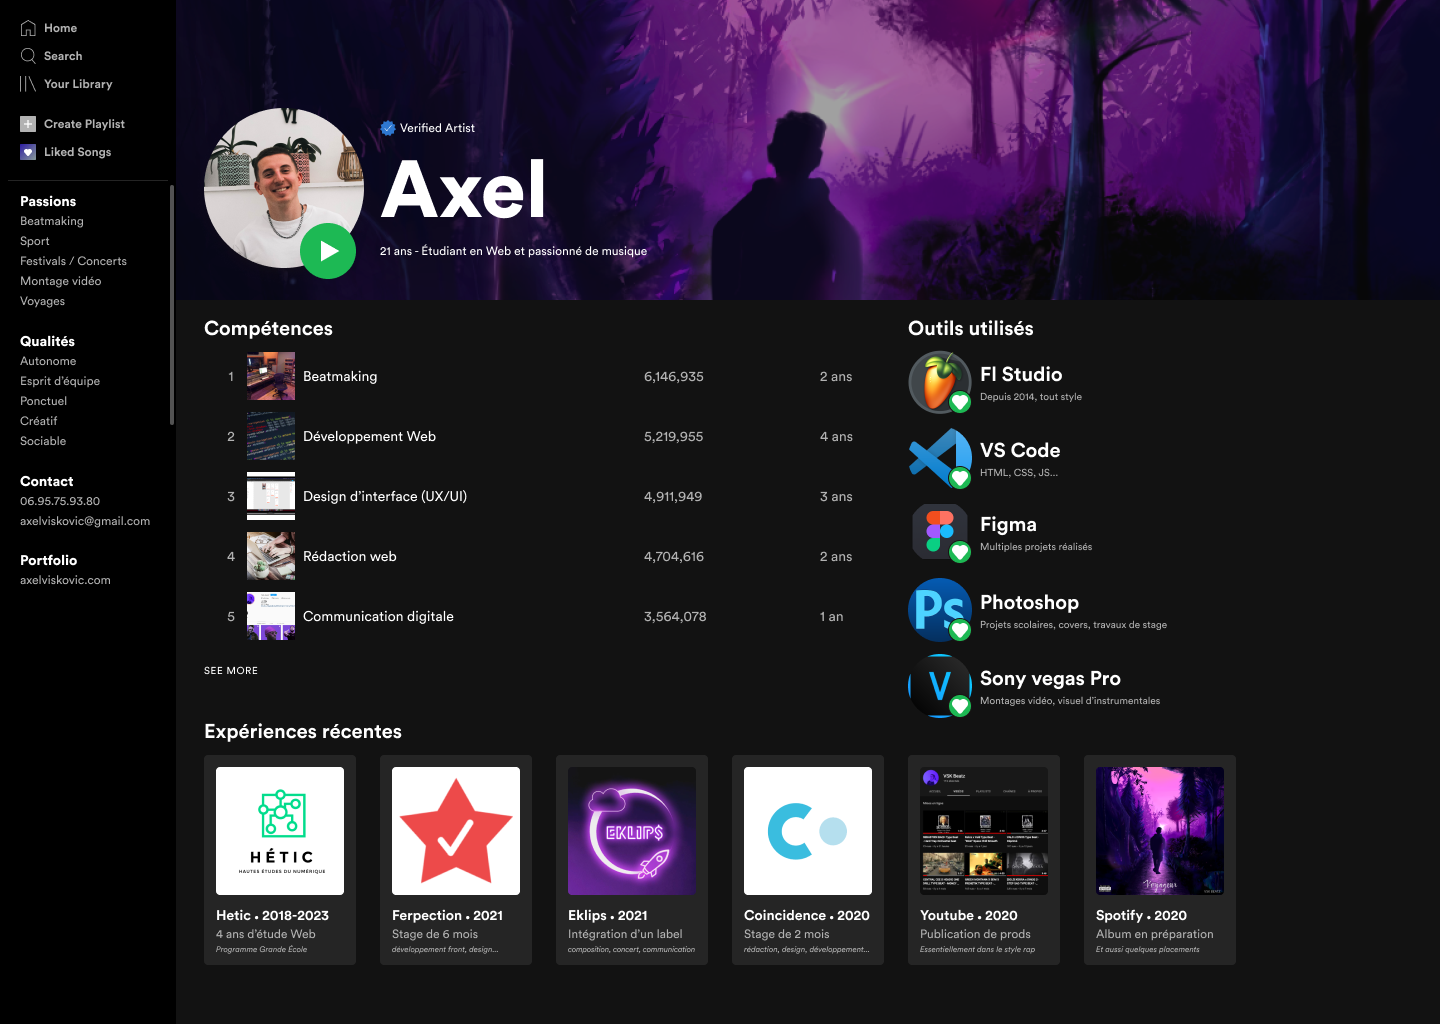 Home
Search
Your Library
Create Playlist
Liked Songs
Passions
Beatmaking
Sport
Festivals / Concerts
Montage vidéo
Voyages
Qualités
Autonome
Esprit d'équipe
Ponctuel
Créatif
Sociable
Contact
06.95.75.93.80
axelviskovic@gmail.com
Portfolio
axelviskovic.com
Verified Artist
Axel
21 ans - Étudiant en Web et passionné de musique
Compétences
1 Beatmaking 6,146,935 2 ans
2 Développement Web 5,219,955 4 ans
3 Design d'interface (UX/UI) 4,911,949 3 ans
4 Rédaction web 4,704,616 2 ans
5 Communication digitale 3,564,078 1 an
SEE MORE
Outils utilisés
Fl Studio
Depuis 2014, tout style
VS Code
HTML, CSS, JS...
Figma
Multiples projets réalisés
Ps
Photoshop
Projets scolaires, covers, travaux de stage
V
Sony vegas Pro
Montages vidéo, visuel d'instrumentales
Expériences récentes
HÉTIC
HAUTES ÉTUDES DU NUMÉRIQUE
Hetic • 2018-2023
4 ans d'étude Web
Programme Grande École
Ferpection • 2021
Stage de 6 mois
développement front, design...
EKLIP$
Eklips • 2021
Intégration d'un label
composition, concert, communication
Coincidence • 2020
Stage de 2 mois
rédaction, design, développement...
VSK Beatz
Youtube • 2020
Publication de prods
Essentiellement dans le style rap
Voyageur
Spotify • 2020
Album en préparation
Et aussi quelques placements